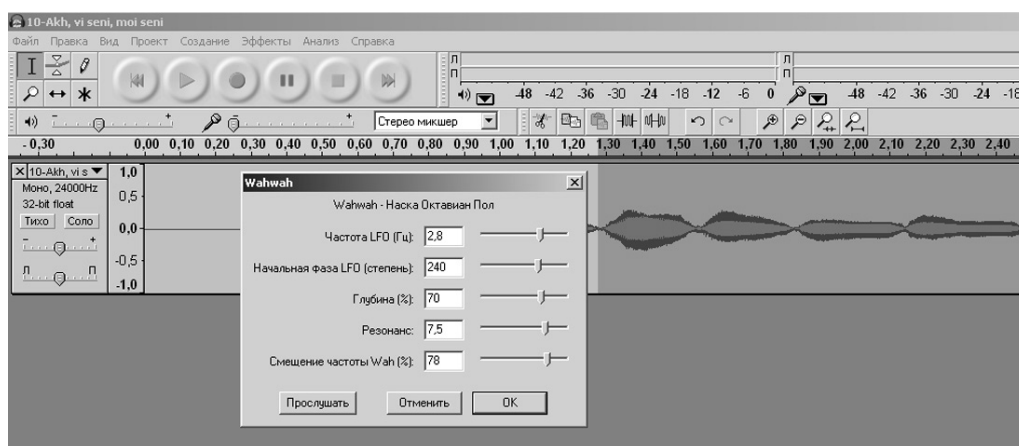 10-Akh, vi seni, moi seni
Файл Правка Вид Проект Создание Эффекты Анализ Справка
Л
П
-48 -42 -36 -30 -24 -18 -12 -6 0
Л
П
-48 -42 -36 -30 -24 -18
Стерео микшер
- 0,30 0,00 0,10 0,20 0,30 0,40 0,50 0,60 0,70 0,80 0,90 1,00 1,10 1,20 1,30 1,40 1,50 1,60 1,70 1,80 1,90 2,00 2,10 2,20 2,30 2,40
10-Akh, vi s
Моно, 24000Hz
32-bit float
Тихо Соло
- +
Л П
1,0
0,5
0,0
-0,5
-1,0
Wahwah
Wahwah - Наска Октавиан Пол
Частота LFO (Гц): 2,8
Начальная фаза LFO (степень): 240
Глубина (%): 70
Резонанс: 7,5
Смещение частоты Wah (%): 78
Прослушать Отменить OK